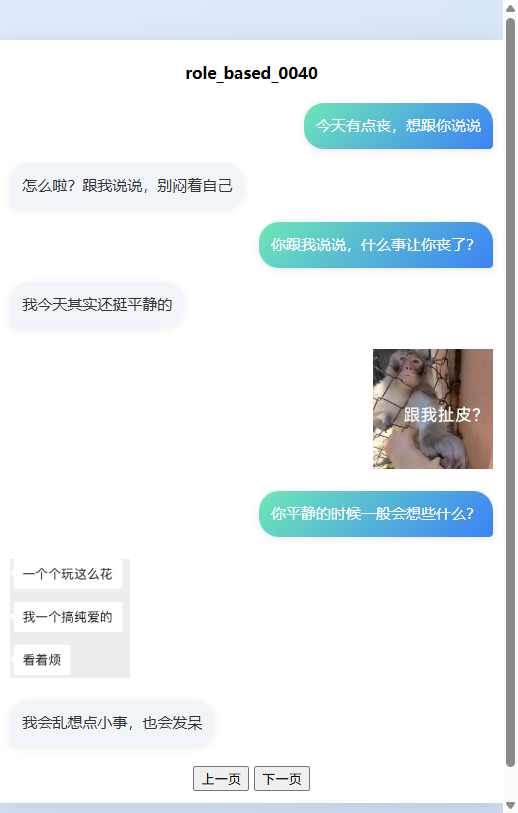 role_based_0040
今天有点丧，想跟你说说
怎么啦？跟我说说，别闷着自己
你跟我说说，什么事让你丧了？
我今天其实还挺平静的
跟我扯皮？
你平静的时候一般会想些什么？
一个个玩这么花
我一个搞纯爱的
看着烦
我会乱想点小事，也会发呆
上一页 下一页